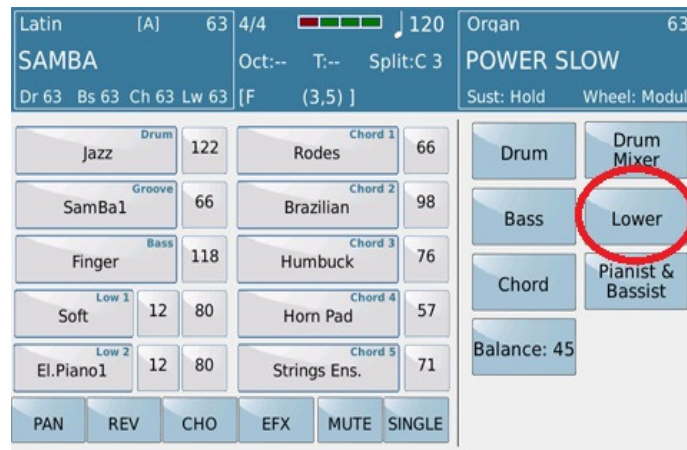 Latin [A] 63
SAMBA
Dr 63 Bs 63 Ch 63 Lw 63
4/4 120
Oct:-- T:-- Split:C 3
[F (3,5) ]
Organ 63
POWER SLOW
Sust: Hold Wheel: Modul
Jazz Drum 122
SamBa1 Groove 66
Finger Bass 118
Soft Low 1 12 80
El.Piano1 Low 2 12 80
Rodes Chord 1 66
Brazilian Chord 2 98
Humbuck Chord 3 76
Horn Pad Chord 4 57
Strings Ens. Chord 5 71
PAN REV CHO EFX MUTE SINGLE
Drum
Drum
Mixer
Bass
Lower
Chord
Pianist &
Bassist
Balance: 45